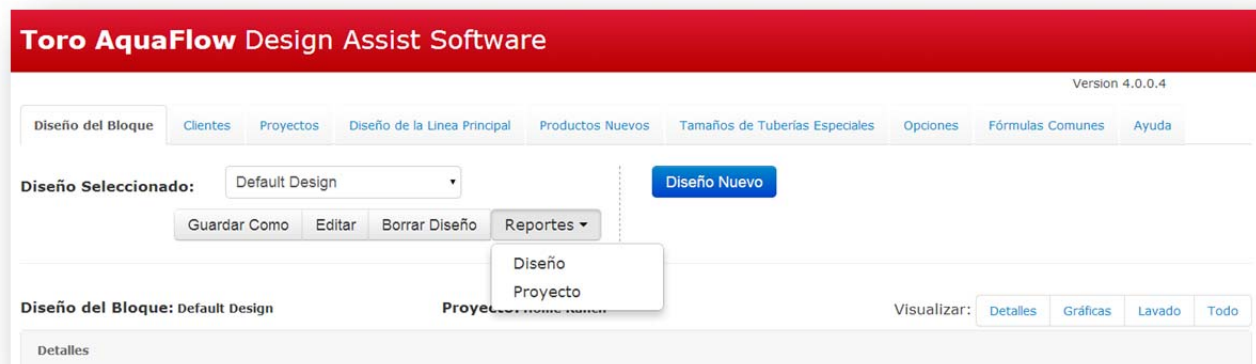 Toro AquaFlow Design Assist Software
Version 4.0.0.4
Diseño del Bloque Clientes Proyectos Diseño de la Linea Principal Productos Nuevos Tamaños de Tuberías Especiales Opciones Fórmulas Comunes Ayuda
Diseño Seleccionado: Default Design Diseño Nuevo
Guardar Como Editar Borrar Diseño Reportes
Diseño
Proyecto
Diseño del Bloque: Default Design Visualizar: Detalles Gráficas Lavado Todo
Detalles